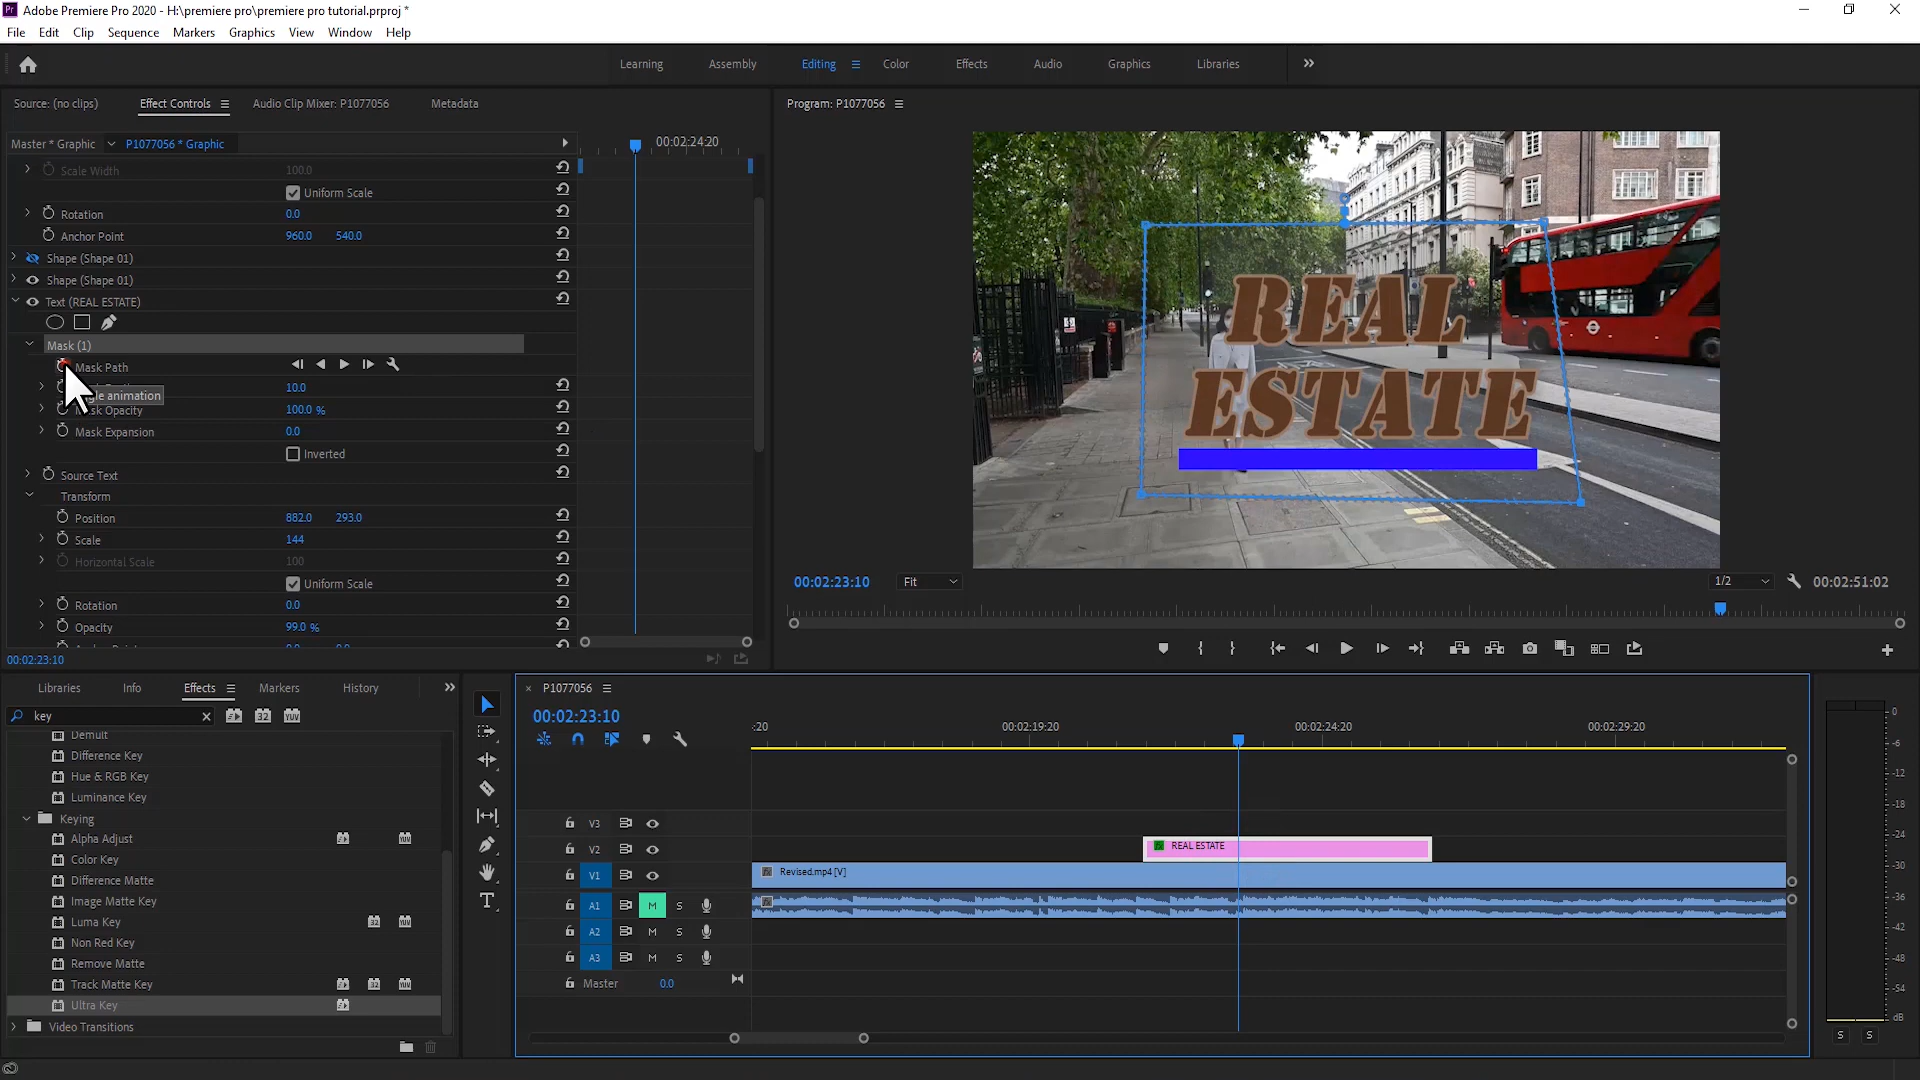 Adobe Premiere Pro 2020 - H:\premiere pro\premiere pro tutorial.prproj *
File Edit Clip Sequence Markers Graphics View Window Help
Learning Assembly Editing Color Effects Audio Graphics Libraries
Source: (no clips) Effect Controls Audio Clip Mixer: P1077056 Metadata
Program: P1077056
Master * Graphic P1077056 * Graphic
00:02:24:20
Scale Width 100.0
Uniform Scale
Rotation 0.0
Anchor Point 960.0 540.0
Shape (Shape 01)
Shape (Shape 01)
Text (REAL ESTATE)
Mask (1)
Mask Path
10.0
animation
Mask Opacity 100.0 %
Mask Expansion 0.0
Inverted
Source Text
Transform
Position 882.0 293.0
Scale 144
Horizontal Scale 100
Uniform Scale
Rotation 0.0
Opacity 99.0 %
00:02:23:10
REAL
ESTATE
00:02:23:10 Fit 1/2 00:02:51:02
Libraries Info Effects Markers History
key
Demult
Difference Key
Hue & RGB Key
Luminance Key
Keying
Alpha Adjust
Color Key
Difference Matte
Image Matte Key
Luma Key
Non Red Key
Remove Matte
Track Matte Key
Ultra Key
Video Transitions
P1077056
00:02:23:10
:20 00:02:19:20 00:02:24:20 00:02:29:20
V3
V2 REAL ESTATE
V1 Revised.mp4 [V]
A1 M S
A2 M S
A3 M S
Master 0.0
0
-6
-12
-18
-24
-30
-36
-42
-48
-54
dB
S S